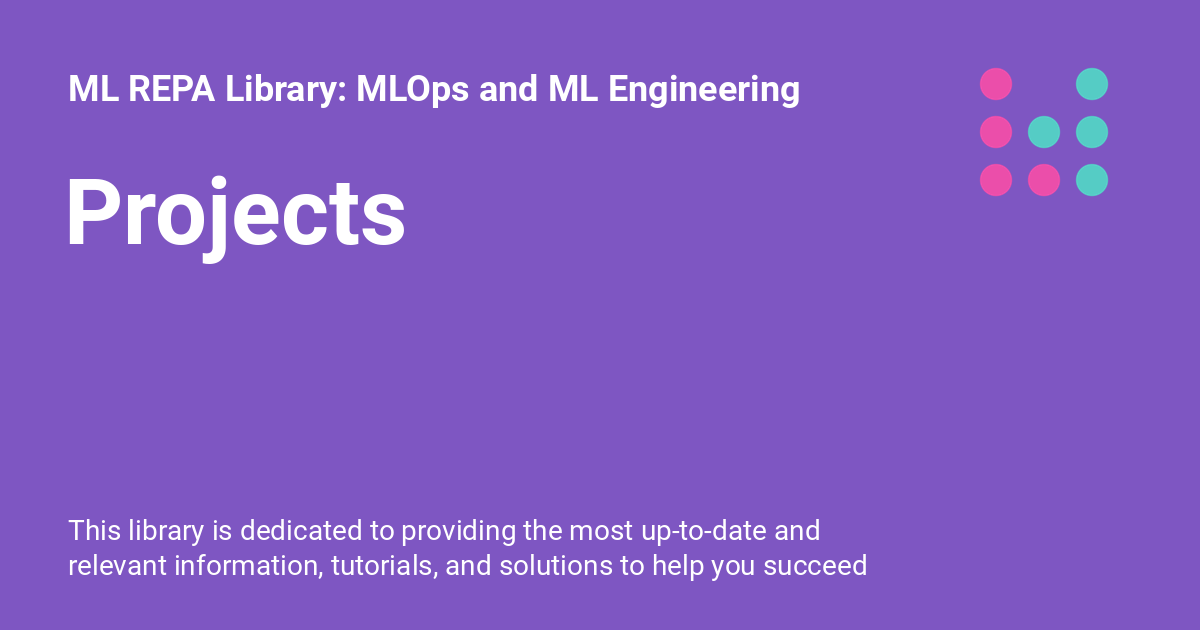 ML REPA Library: MLOps and ML Engineering
Projects
This library is dedicated to providing the most up-to-date and
relevant information, tutorials, and solutions to help you succeed